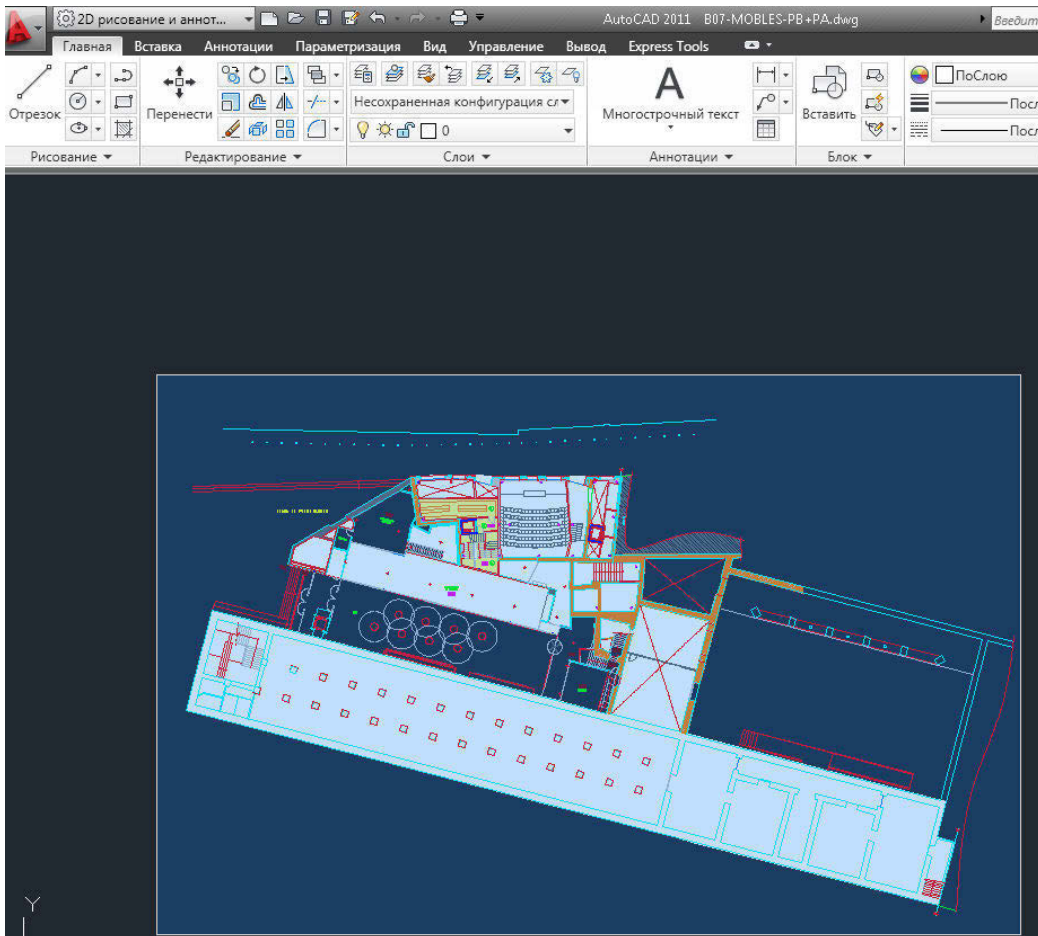 2D рисование и аннот...
AutoCAD 2011 B07-MOBLES-PB+PA.dwg
Введит
Главная Вставка Аннотации Параметризация Вид Управление Вывод Express Tools
Отрезок
Перенести
Несохраненная конфигурация сл
0
A
Многострочный текст
Вставить
ПоСлою
Посл
Посл
Рисование Редактирование Слои Аннотации Блок
Y